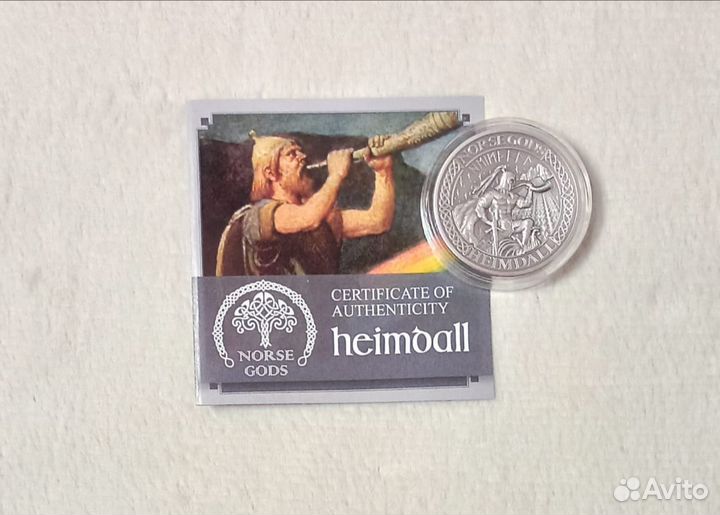 NORSE GODS
HEIMDALL
CERTIFICATE OF
AUTHENTICITY
heimdall
NORSE
GODS
Avito